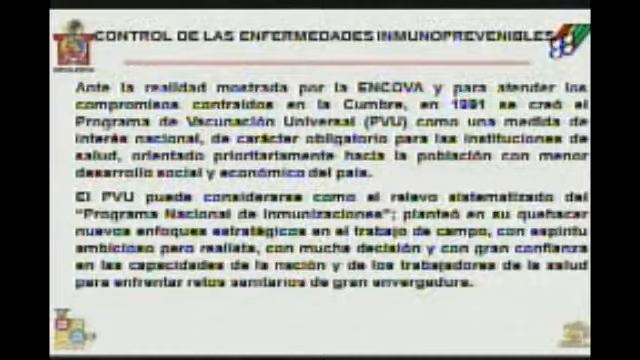 CONTROL DE LAS ENFERMEDADES INMUNOPREVENIBLES
Ante la realidad mostrada por la ENCOVA y para atender los
compromisos contraídos en la Cumbre, en 1991 se creó el
Programa de Vacunación Universal (PVU) como una medida de
interés nacional, de carácter obligatorio para las instituciones de
salud, orientado prioritariamente hacia la población con menor
desarrollo social y económico del país.
El PVU puede considerarse como el relevo sistematizado del
"Programa Nacional de Inmunizaciones"; planteó en su quehacer
nuevos enfoques estratégicos en el trabajo de campo, con espíritu
ambicioso pero realista, con mucha decisión y con gran confianza
en las capacidades de la nación y de los trabajadores de la salud
para enfrentar retos sanitarios de gran envergadura.